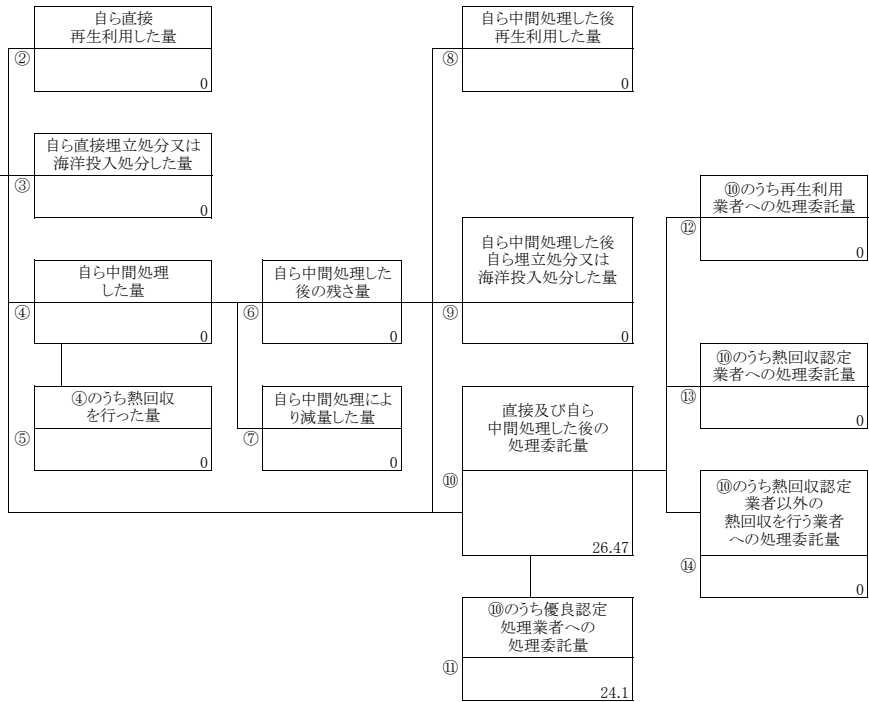 自ら直接
再生利用した量
②
0
自ら直接埋立処分又は
海洋投入処分した量
③
0
自ら中間処理
した量
④
0
④のうち熱回収
を行った量
⑤
0
自ら中間処理した
後の残さ量
⑥
0
自ら中間処理によ
り減量した量
⑦
0
自ら中間処理した後
再生利用した量
⑧
0
自ら中間処理した後
自ら埋立処分又は
海洋投入処分した量
⑨
0
直接及び自ら
中間処理した後の
処理委託量
⑩
26.47
⑩のうち優良認定
処理業者への
処理委託量
⑪
24.1
⑩のうち再生利用
業者への処理委託量
⑫
0
⑩のうち熱回収認定
業者への処理委託量
⑬
0
⑩のうち熱回収認定
業者以外の
熱回収を行う業者
への処理委託量
⑭
0